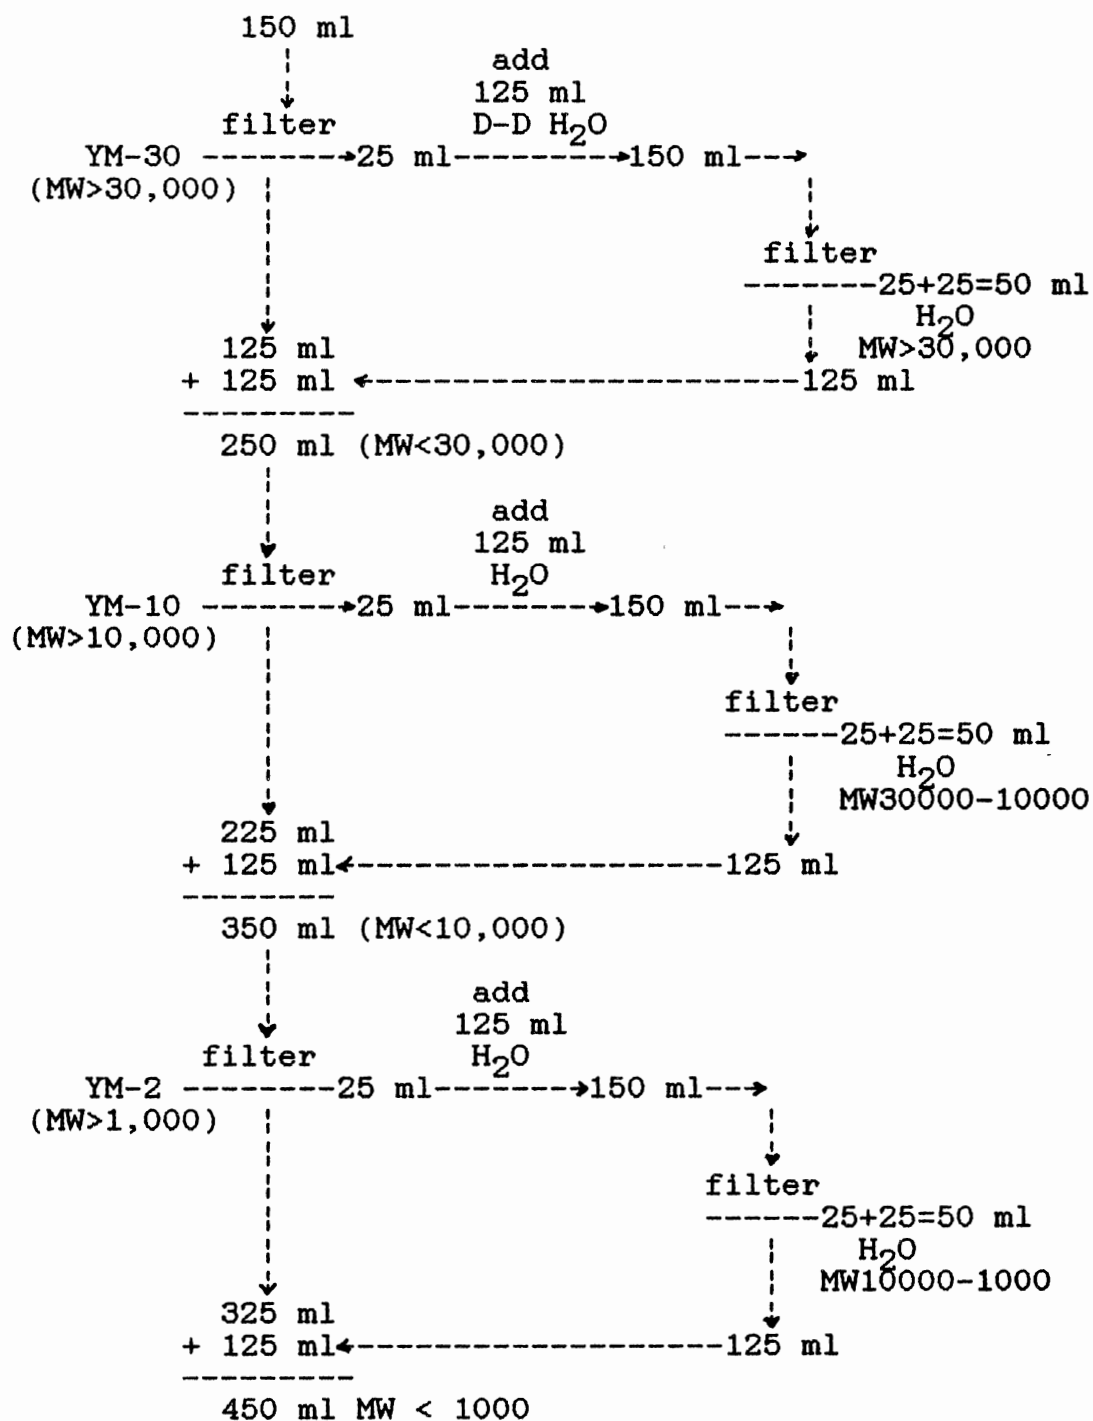 150 ml
add
125 ml
filter D-D H2O
YM-30 25 ml 150 ml
(MW>30,000)
filter
25+25=50 ml
H2O
125 ml MW>30,000
+ 125 ml 125 ml
250 ml (MW<30,000)
add
125 ml
filter H2O
YM-10 25 ml 150 ml
(MW>10,000)
filter
25+25=50 ml
H2O
MW30000-10000
225 ml
+ 125 ml 125 ml
350 ml (MW<10,000)
add
125 ml
filter H2O
YM-2 25 ml 150 ml
(MW>1,000)
filter
25+25=50 ml
H2O
MW10000-1000
325 ml
+ 125 ml 125 ml
450 ml MW < 1000